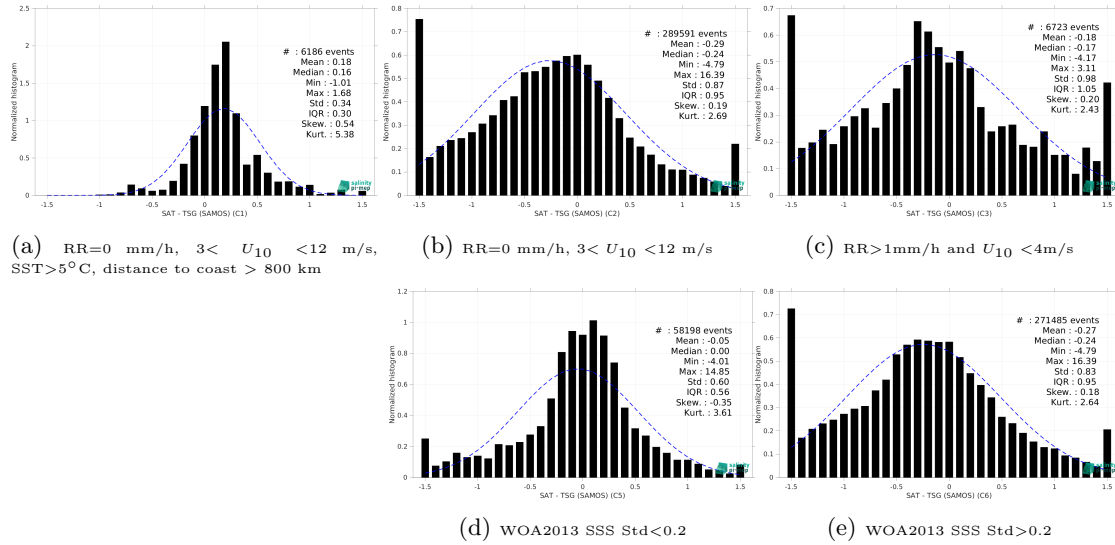 2.5
2
1.5
1
0.5
0
Normalized histogram
# : 6186 events
Mean : 0.18
Median : 0.16
Min : -1.01
Max : 1.68
Std : 0.34
IQR : 0.30
Skew. : 0.54
Kurt. : 5.38
salinity
pi-mep
-1.5 -1 -0.5 0 0.5 1 1.5
SAT - TSG (SAMOS) (C1)
(a) RR=0 mm/h, 3< U10 <12 m/s,
SST>5°C, distance to coast > 800 km
0.8
0.7
0.6
0.5
0.4
0.3
0.2
0.1
0
Normalized histogram
# : 289591 events
Mean : -0.29
Median : -0.24
Min : -4.79
Max : 16.39
Std : 0.87
IQR : 0.95
Skew. : 0.19
Kurt. : 2.69
salinity
pi-mep
-1.5 -1 -0.5 0 0.5 1 1.5
SAT - TSG (SAMOS) (C2)
(b) RR=0 mm/h, 3< U10 <12 m/s
0.7
0.6
0.5
0.4
0.3
0.2
0.1
0
Normalized histogram
# : 6723 events
Mean : -0.18
Median : -0.17
Min : -4.17
Max : 3.11
Std : 0.98
IQR : 1.05
Skew. : 0.20
Kurt. : 2.43
-1.5 -1 -0.5 0 0.5 1 1.5
SAT - TSG (SAMOS) (C3)
(c) RR>1mm/h and U10 <4m/s
1.2
1
0.8
0.6
0.4
0.2
0
Normalized histogram
# : 58198 events
Mean : -0.05
Median : 0.00
Min : -4.01
Max : 14.85
Std : 0.60
IQR : 0.56
Skew. : -0.35
Kurt. : 3.61
salinity
pi-mep
-1.5 -1 -0.5 0 0.5 1 1.5
SAT - TSG (SAMOS) (C5)
(d) WOA2013 SSS Std<0.2
0.8
0.7
0.6
0.5
0.4
0.3
0.2
0.1
0
Normalized histogram
# : 271485 events
Mean : -0.27
Median : -0.24
Min : -4.79
Max : 16.39
Std : 0.83
IQR : 0.95
Skew. : 0.18
Kurt. : 2.64
-1.5 -1 -0.5 0 0.5 1 1.5
SAT - TSG (SAMOS) (C6)
(e) WOA2013 SSS Std>0.2